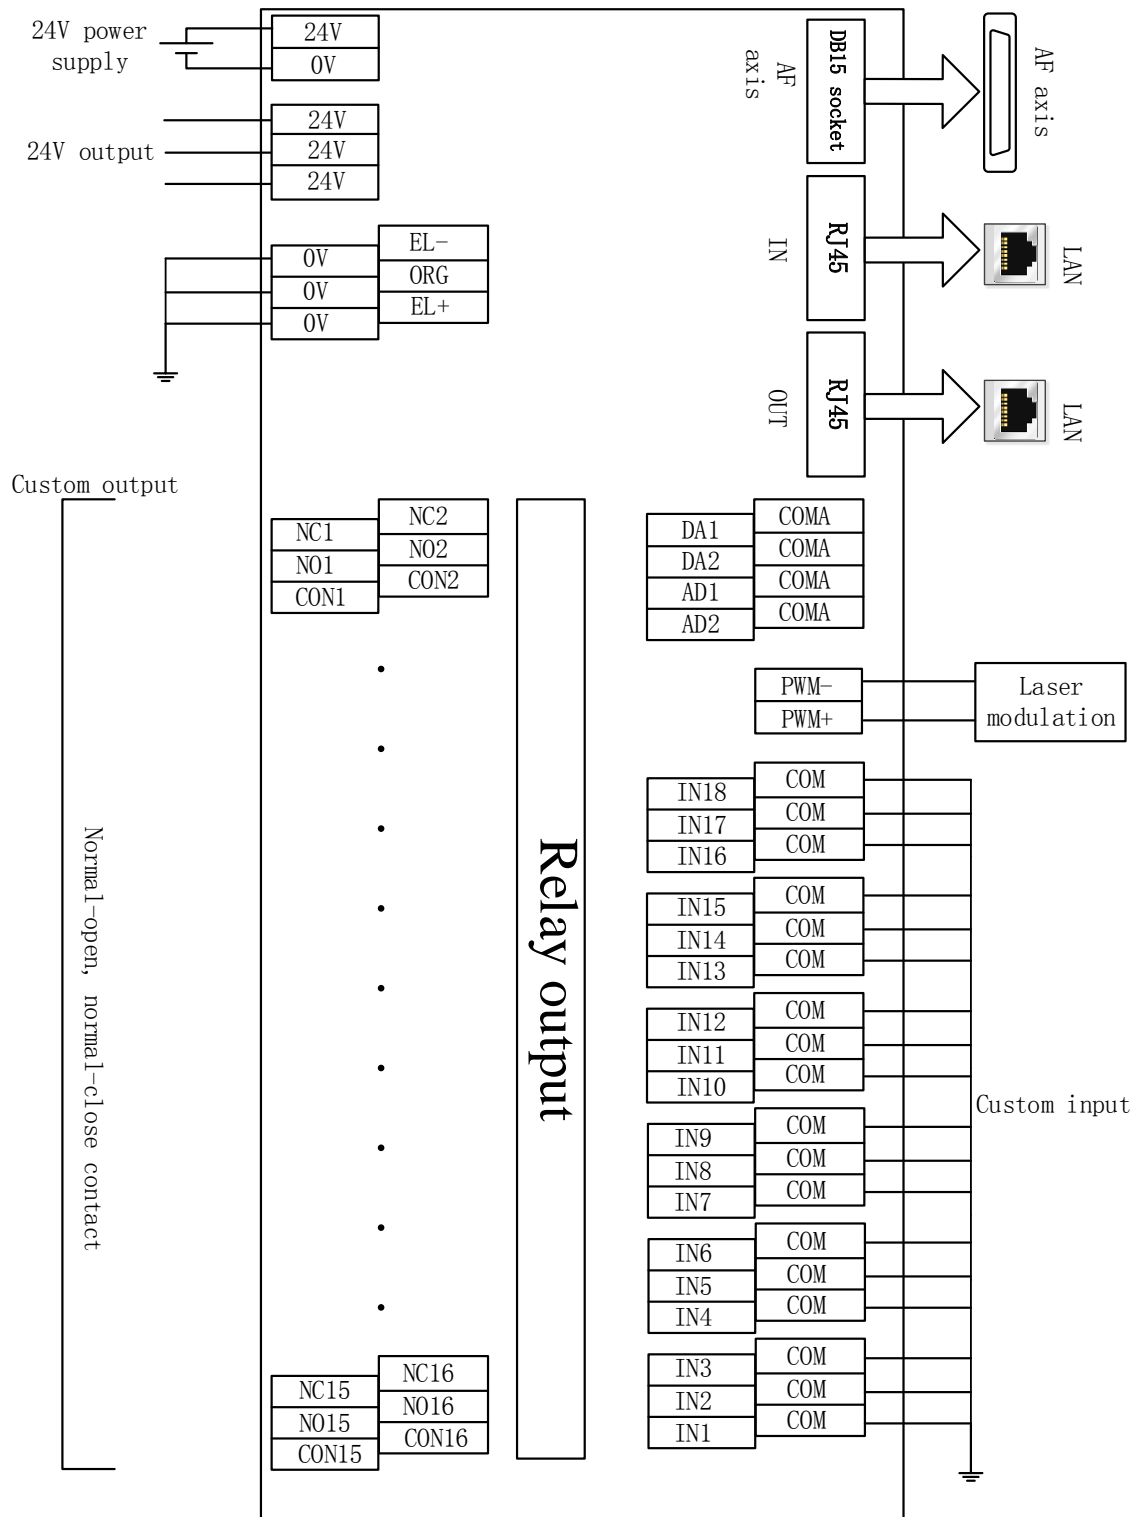 24V power
supply
24V
0V
24V output
24V
24V
24V
0V
0V
0V
EL-
ORG
EL+
AF
axis
DB15 socket
AF axis
IN
RJ45
LAN
OUT
RJ45
LAN
Custom output
NC1
NO1
CON1
NC2
NO2
CON2
Normal-open, normal-close contact
NC15
NO15
CON15
NC16
NO16
CON16
Relay output
DA1
DA2
AD1
AD2
COMA
COMA
COMA
COMA
PWM-
PWM+
Laser
modulation
IN18
IN17
IN16
COM
COM
COM
IN15
IN14
IN13
COM
COM
COM
IN12
IN11
IN10
COM
COM
COM
Custom input
IN9
IN8
IN7
COM
COM
COM
IN6
IN5
IN4
COM
COM
COM
IN3
IN2
IN1
COM
COM
COM